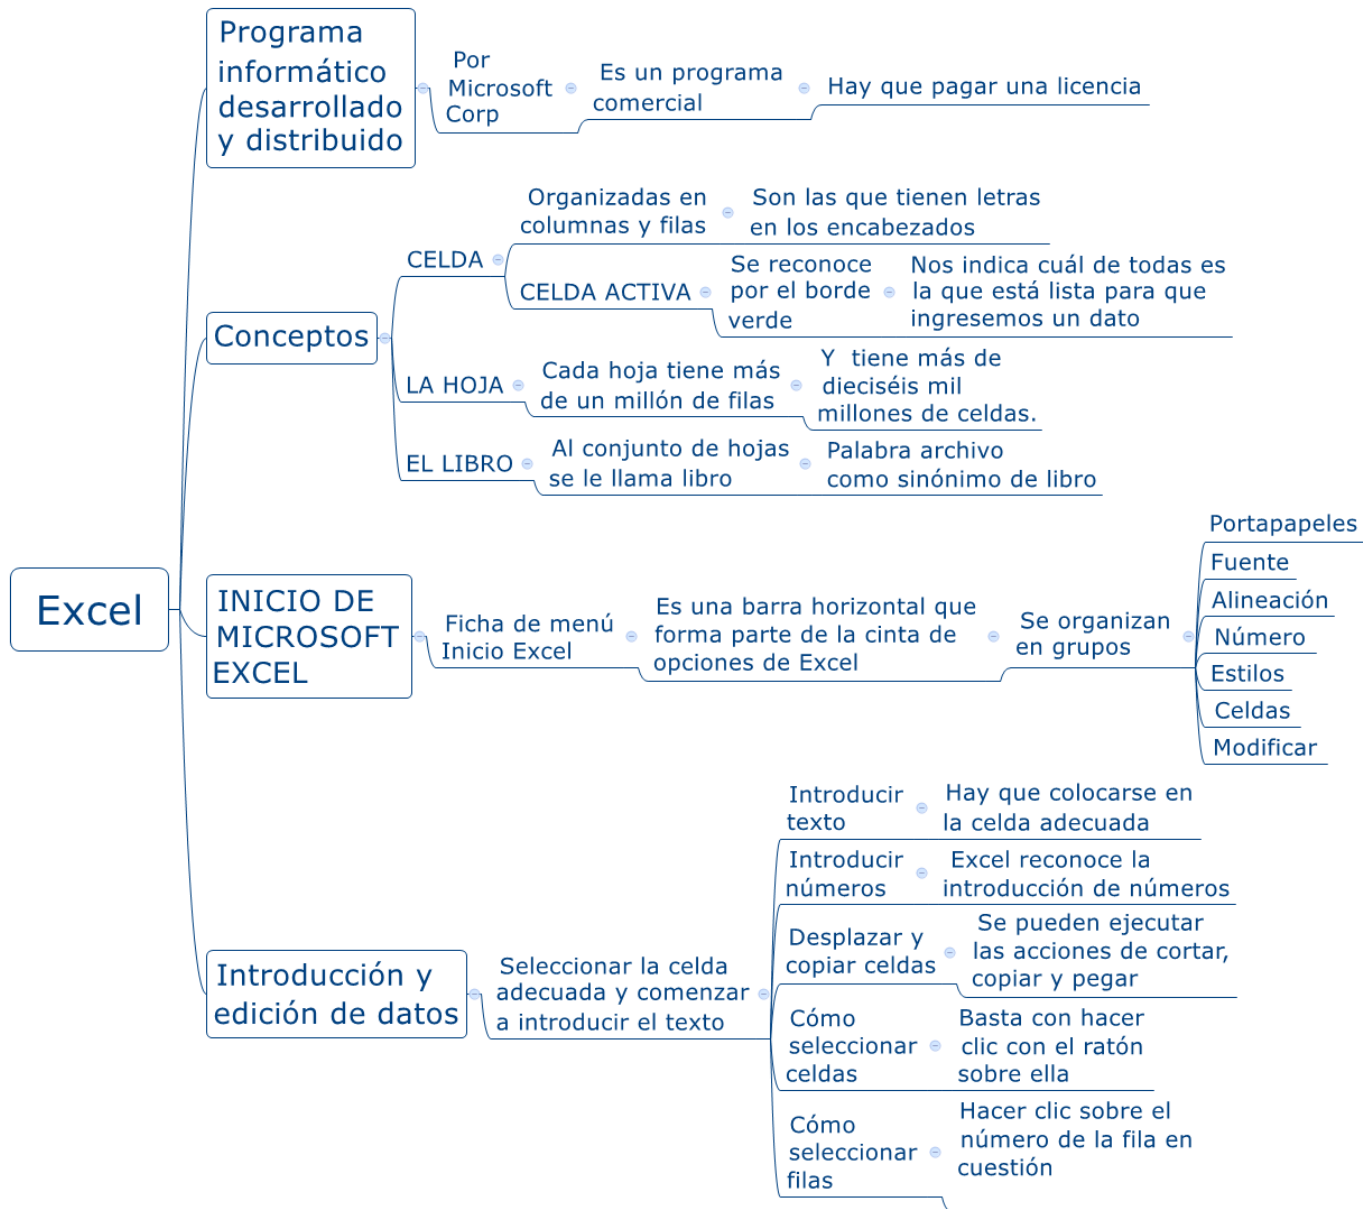 Excel
Programa
informático
desarrollado
y distribuido
Por
Microsoft
Corp
Es un programa
comercial
Hay que pagar una licencia
Conceptos
CELDA
Organizadas en
columnas y filas
Son las que tienen letras
en los encabezados
CELDA ACTIVA
Se reconoce
por el borde
verde
Nos indica cuál de todas es
la que está lista para que
ingresemos un dato
LA HOJA
Cada hoja tiene más
de un millón de filas
Y tiene más de
dieciséis mil
millones de celdas.
EL LIBRO
Al conjunto de hojas
se le llama libro
Palabra archivo
como sinónimo de libro
INICIO DE
MICROSOFT
EXCEL
Ficha de menú
Inicio Excel
Es una barra horizontal que
forma parte de la cinta de
opciones de Excel
Se organizan
en grupos
Portapapeles
Fuente
Alineación
Número
Estilos
Celdas
Modificar
Introducción y
edición de datos
Seleccionar la celda
adecuada y comenzar
a introducir el texto
Introducir
texto
Hay que colocarse en
la celda adecuada
Introducir
números
Excel reconoce la
introducción de números
Desplazar y
copiar celdas
Se pueden ejecutar
las acciones de cortar,
copiar y pegar
Cómo
seleccionar
celdas
Basta con hacer
clic con el ratón
sobre ella
Cómo
seleccionar
filas
Hacer clic sobre el
número de la fila en
cuestión